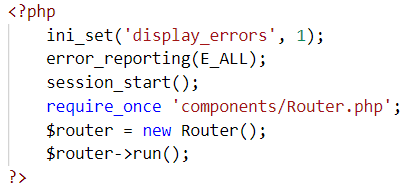 <?php
    ini_set('display_errors', 1);
    error_reporting(E_ALL);
    session_start();
    require_once 'components/Router.php';
    $router = new Router();
    $router->run();
?>